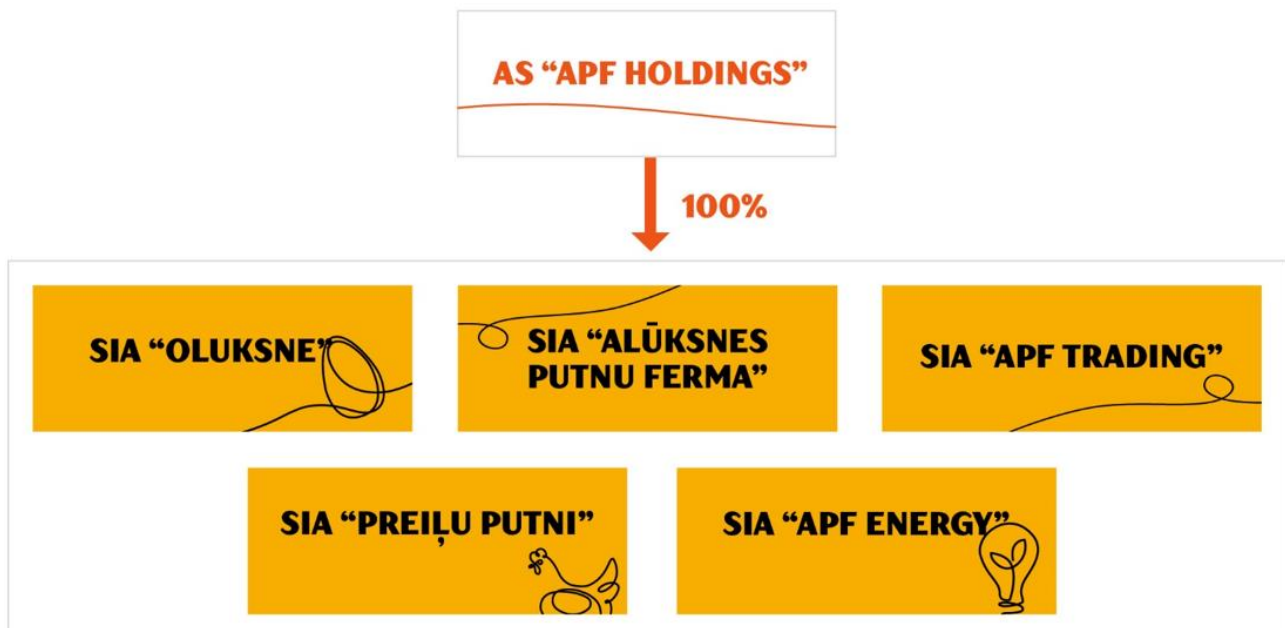 AS “APF HOLDINGS”
100%
SIA “OLUKSNE”
SIA “ALŪKSNES
PUTNU FERMA”
SIA “APF TRADING”
SIA “PREIĻU PUTNI”
SIA “APF ENERGY”